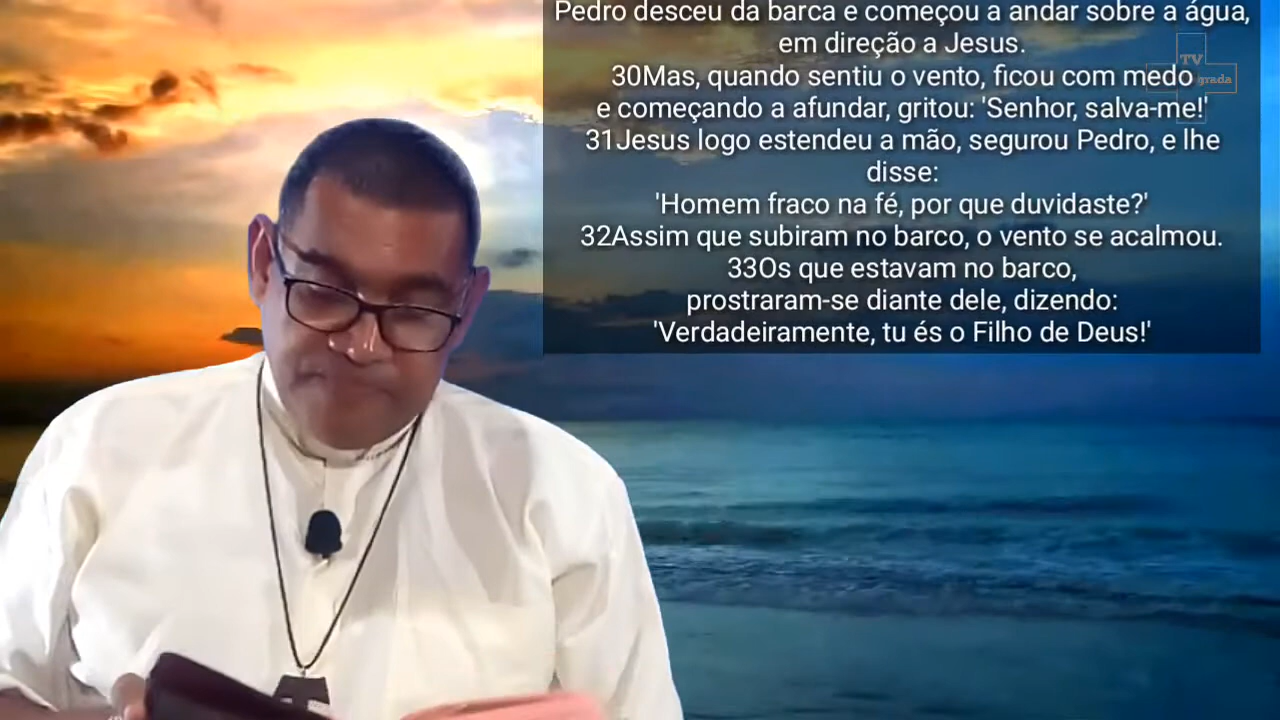 Pedro desceu da barca e começou a andar sobre a água,
em direção a Jesus.
30Mas, quando sentiu o vento, ficou com medo
e começando a afundar, gritou: 'Senhor, salva-me!'
31Jesus logo estendeu a mão, segurou Pedro, e lhe
disse:
'Homem fraco na fé, por que duvidaste?'
32Assim que subiram no barco, o vento se acalmou.
33Os que estavam no barco,
prostraram-se diante dele, dizendo:
'Verdadeiramente, tu és o Filho de Deus!'
TV